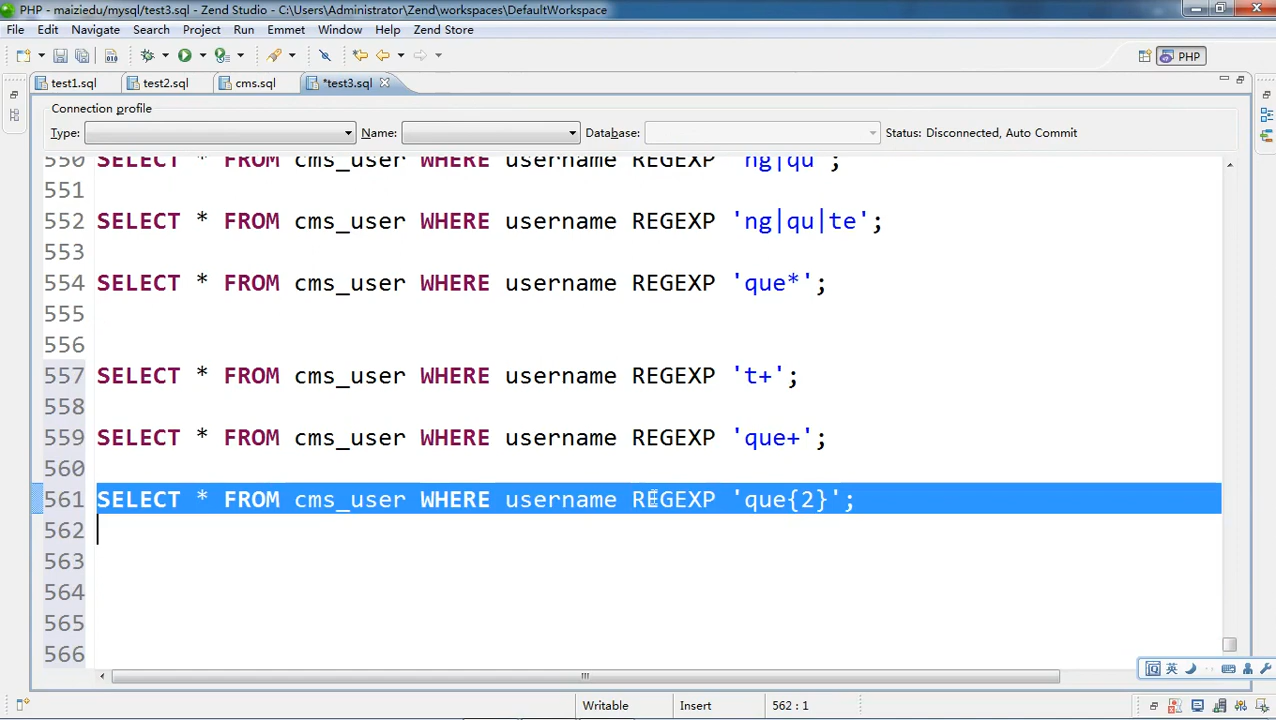 PHP - maiziedu/mysql/test3.sql - Zend Studio - C:\Users\Administrator\Zend\workspaces\DefaultWorkspace
File Edit Navigate Search Project Run Emmet Window Help Zend Store
PHP
test1.sql test2.sql cms.sql *test3.sql
Connection profile
Type: Name: Database: Status: Disconnected, Auto Commit
550 SELECT * FROM cms_user WHERE username REGEXP 'ng|qu';
551
552 SELECT * FROM cms_user WHERE username REGEXP 'ng|qu|te';
553
554 SELECT * FROM cms_user WHERE username REGEXP 'que*';
555
556
557 SELECT * FROM cms_user WHERE username REGEXP 't+';
558
559 SELECT * FROM cms_user WHERE username REGEXP 'que+';
560
561 SELECT * FROM cms_user WHERE username REGEXP 'que{2}';
562
563
564
565
566
英
Writable Insert 562 : 1